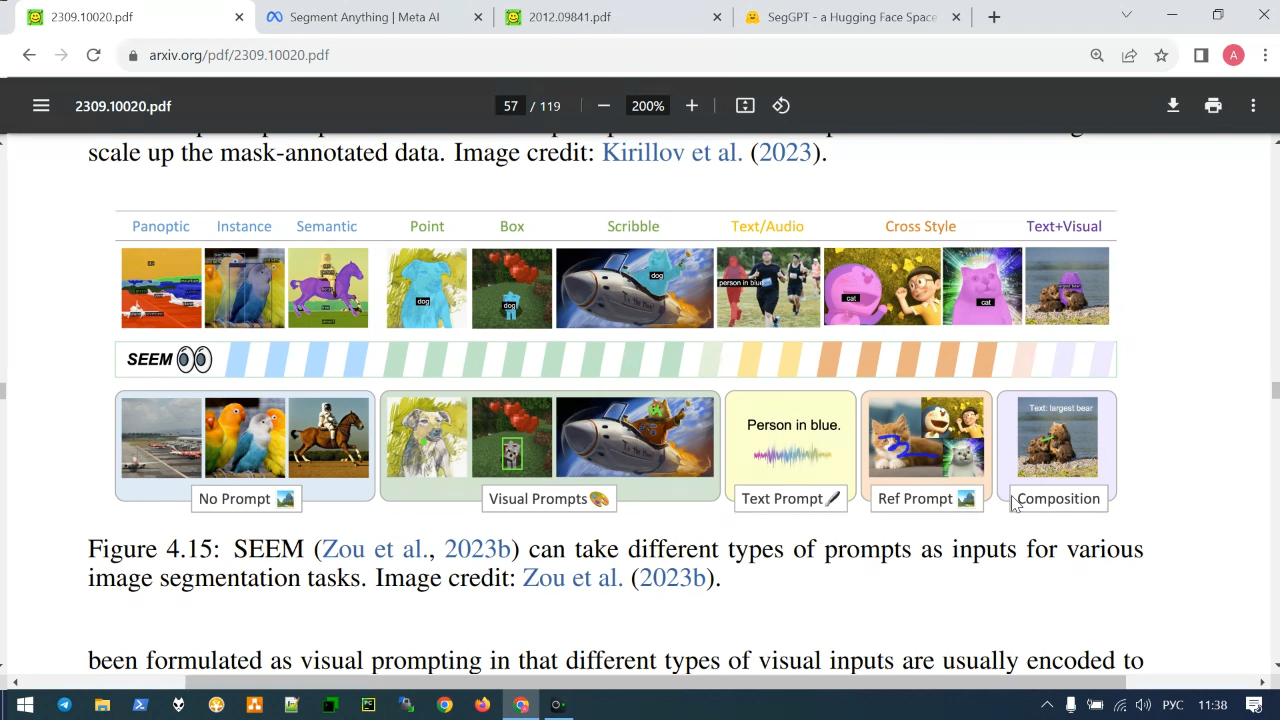 2309.10020.pdf
Segment Anything | Meta AI
2012.09841.pdf
SegGPT - a Hugging Face Space
arxiv.org/pdf/2309.10020.pdf
A
2309.10020.pdf
57 / 119
200%
scale up the mask-annotated data. Image credit: Kirillov et al. (2023).
Panoptic Instance Semantic Point Box Scribble Text/Audio Cross Style Text+Visual
dog
dog
dog
person in blue
cat
cat
largest bear
SEEM
Person in blue.
Text: largest bear
No Prompt
Visual Prompts
Text Prompt
Ref Prompt
Composition
Figure 4.15: SEEM (Zou et al., 2023b) can take different types of prompts as inputs for various
image segmentation tasks. Image credit: Zou et al. (2023b).
been formulated as visual prompting in that different types of visual inputs are usually encoded to
РУС
11:38